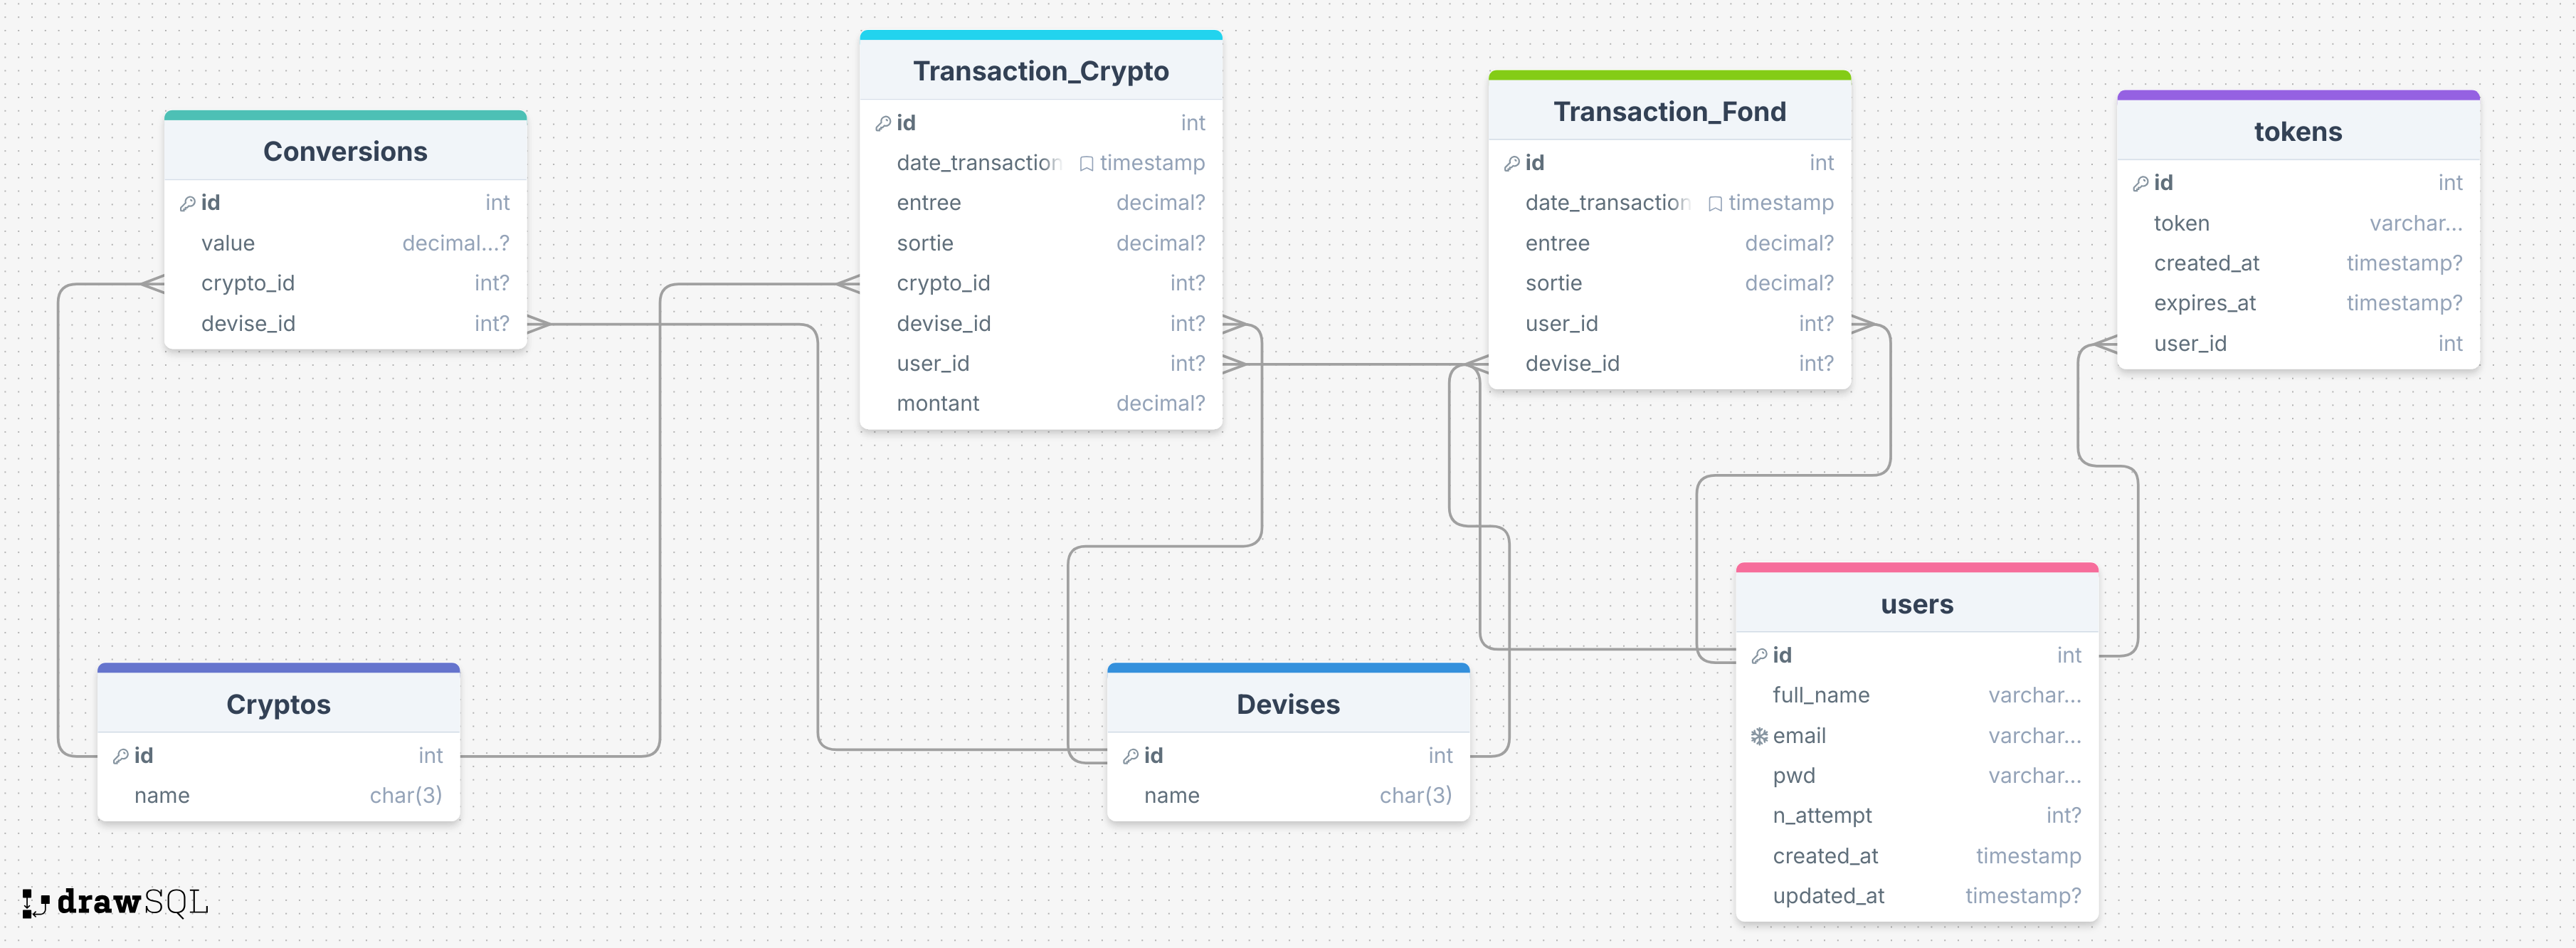 Conversions
id int
value decimal...?
crypto_id int?
devise_id int?
Transaction_Crypto
id int
date_transaction timestamp
entree decimal?
sortie decimal?
crypto_id int?
devise_id int?
user_id int?
montant decimal?
Transaction_Fond
id int
date_transaction timestamp
entree decimal?
sortie decimal?
user_id int?
devise_id int?
tokens
id int
token varchar...
created_at timestamp?
expires_at timestamp?
user_id int
Cryptos
id int
name char(3)
Devises
id int
name char(3)
users
id int
full_name varchar...
email varchar...
pwd varchar...
n_attempt int?
created_at timestamp
updated_at timestamp?
drawSQL